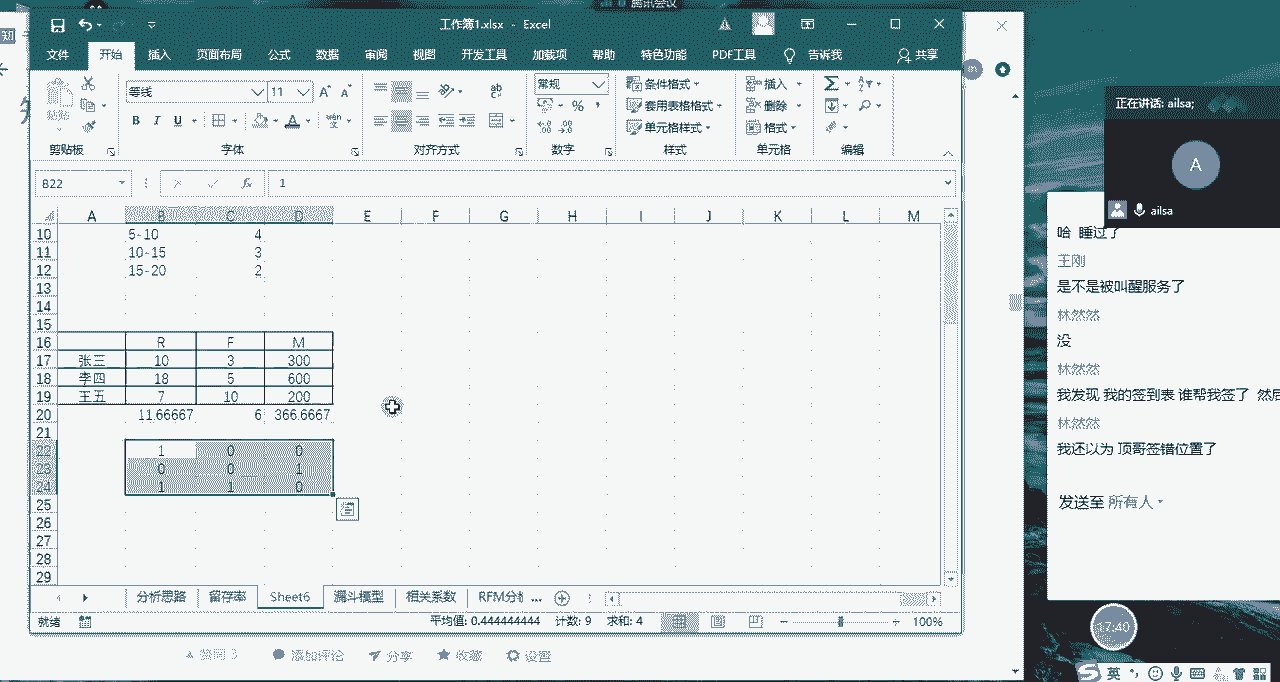 腾讯会议
工作簿1.xlsx - Excel
文件 开始 插入 页面布局 公式 数据 审阅 视图 开发工具 加载项 帮助 特色功能 PDF工具 告诉我 共享
等线 11
常规
条件格式
套用表格格式
单元格样式
插入
删除
格式
粘贴
B I U
剪贴板 字体 对齐方式 数字 样式 单元格 编辑
B22 fx 1
A B C D E F G H I J K L M
10 5-10 4
11 10-15 3
12 15-20 2
13
14
15
16 R F M
17 张三 10 3 300
18 李四 18 5 600
19 王五 7 10 200
20 11.66667 6 366.6667
21
22 1 0 0
23 0 0 1
24 1 1 0
25
26
27
28
29
分析思路 留存率 Sheet6 斗模型 相关系数 RFM分析 ...
就绪 平均值: 0.444444444 计数: 9 求和: 4 100%
赞同 3 添加评论 分享 收藏 设置
正在讲话: ailsa;
A
ailsa
哈 睡过了
王刚
是不是被叫醒服务了
林然然
没
林然然
我发现 我的签到表 谁帮我签了 然后
林然然
我还以为 顶哥签错位置了
发送至 所有人
17:40
英